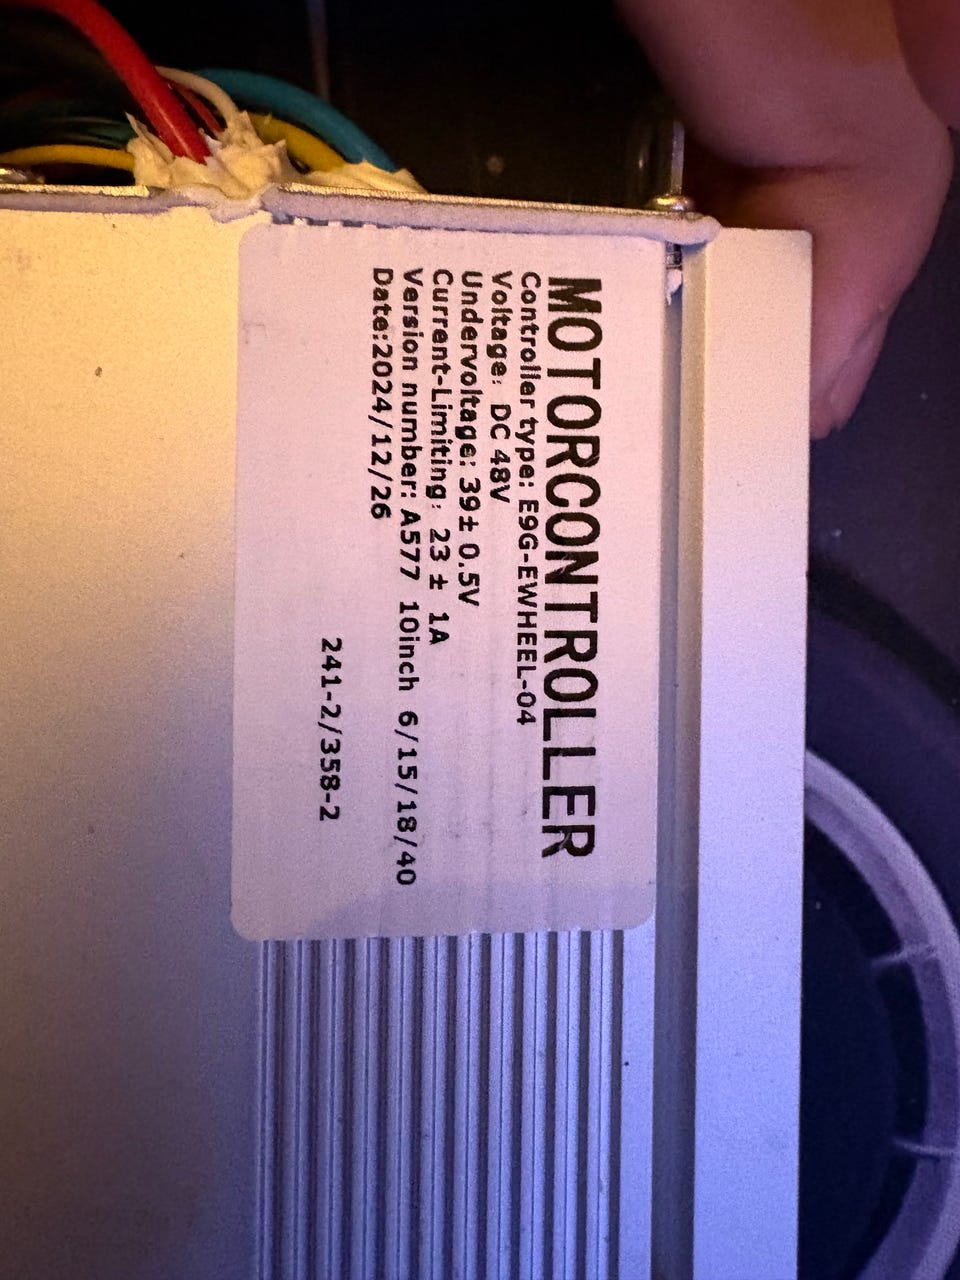 MOTORCONTROLLER
Controller type: E9G-EWHEEL-04
Voltage: DC 48V
Undervoltage: 39± 0.5V
Current-Limiting: 23 ± 1A
Version number: A577 10inch 6/15/18/40
Date:2024/12/26
241-2/358-2